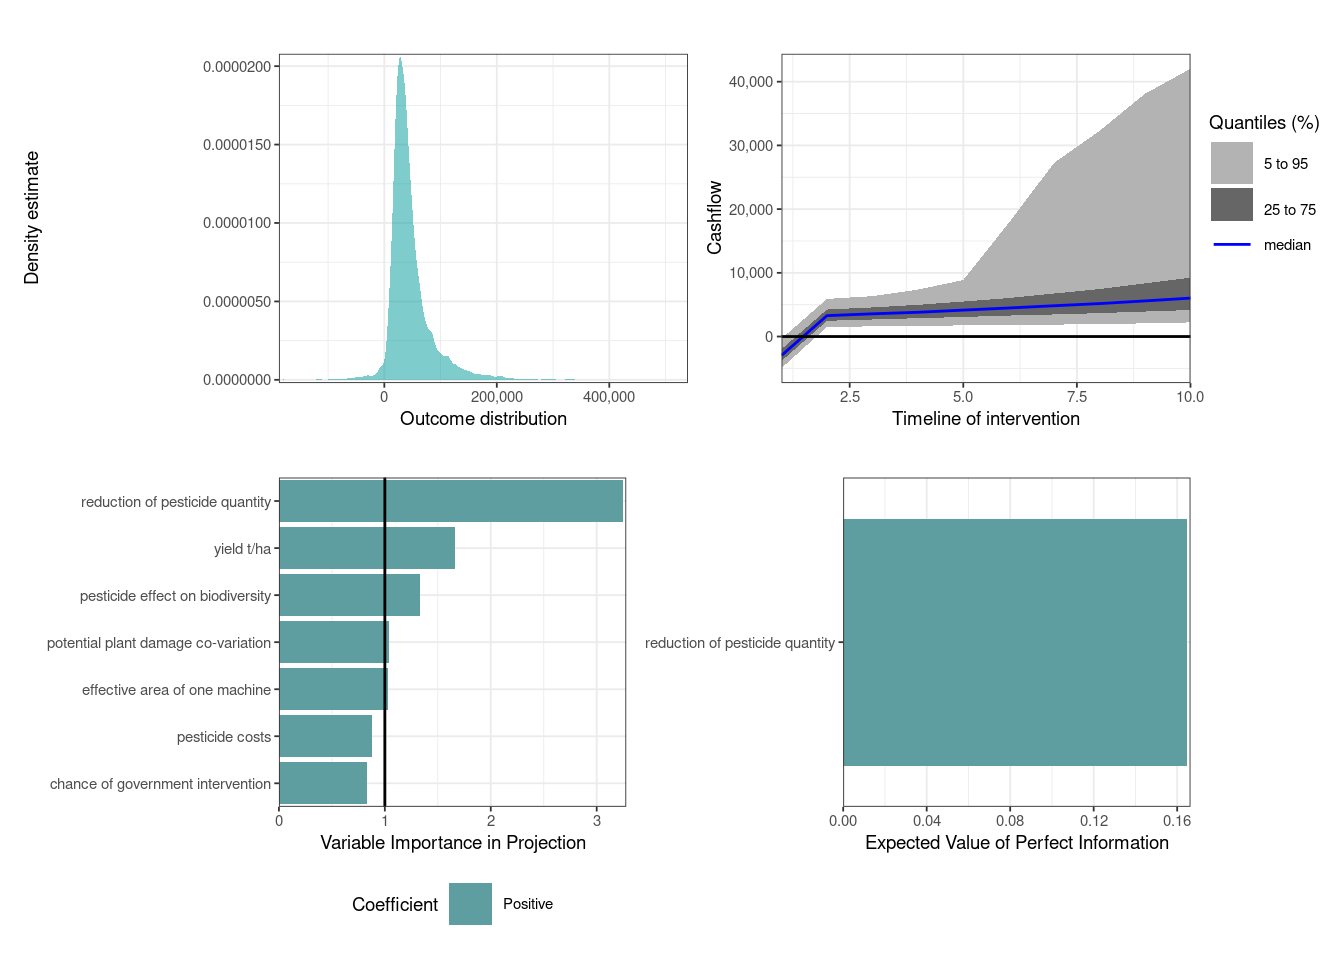 Density estimate
0.0000200
0.0000150
0.0000100
0.0000050
0.0000000
0
200,000
400,000
Outcome distribution
Cashflow
40,000
30,000
20,000
10,000
0
2.5
5.0
7.5
10.0
Timeline of intervention
Quantiles (%)
5 to 95
25 to 75
median
reduction of pesticide quantity
yield t/ha
pesticide effect on biodiversity
potential plant damage co-variation
effective area of one machine
pesticide costs
chance of government intervention
0
1
2
3
Variable Importance in Projection
Coefficient
Positive
reduction of pesticide quantity
0.00
0.04
0.08
0.12
0.16
Expected Value of Perfect Information